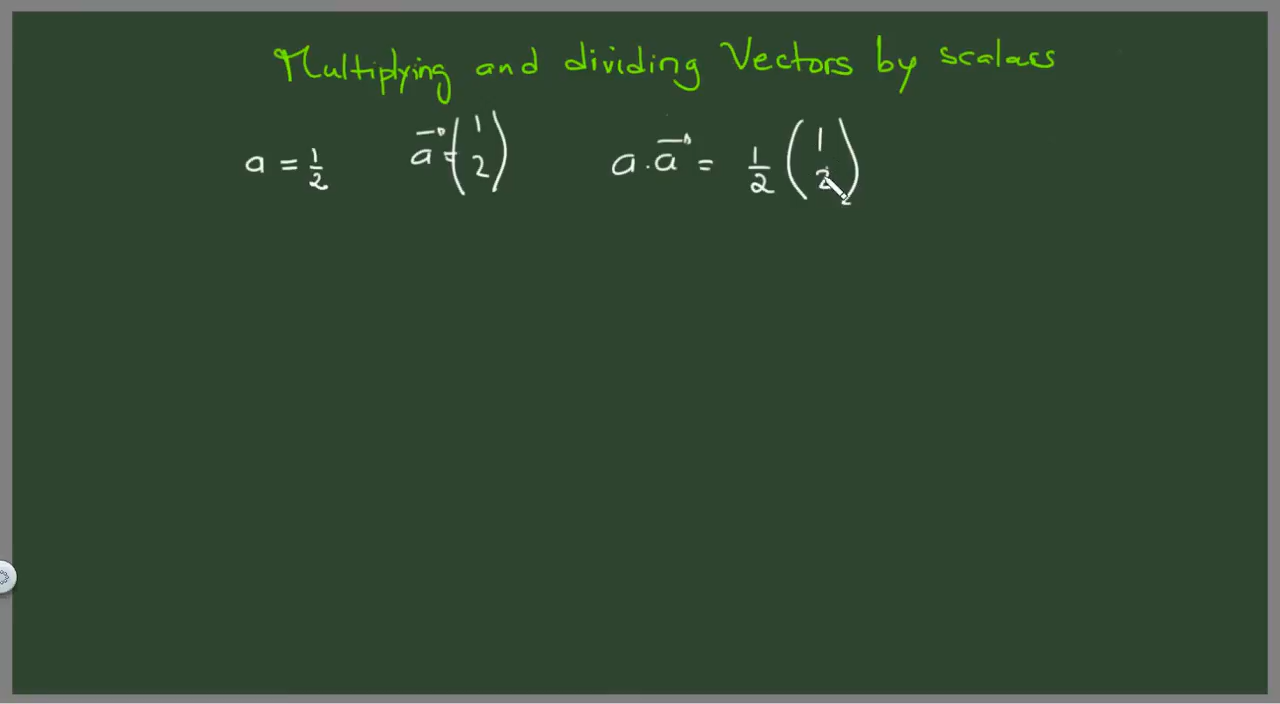 Multiplying and dividing Vectors by scalars
a = 1/2 a⃗ = (1 2) a · a⃗ = 1/2 (1 2)